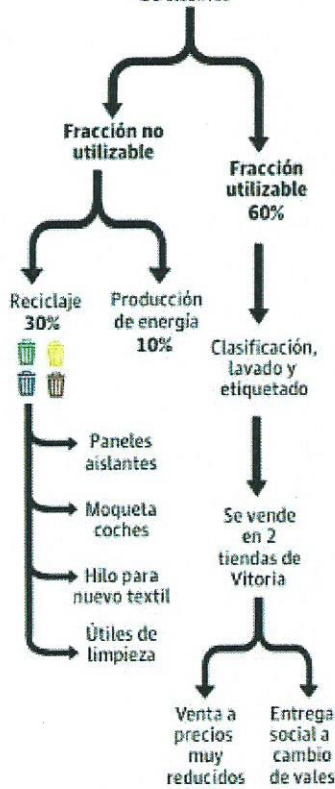 Fracción no
utilizable
Fracción
utilizable
60%
Reciclaje
30%
Producción
de energía
10%
Clasificación,
lavado y
etiquetado
Paneles
aislantes
Moqueta
coches
Hilo para
nuevo textil
Útiles de
limpieza
Se vende
en 2
tiendas de
Vitoria
Venta a
precios
muy
reducidos
Entrega
social a
cambio
de vales